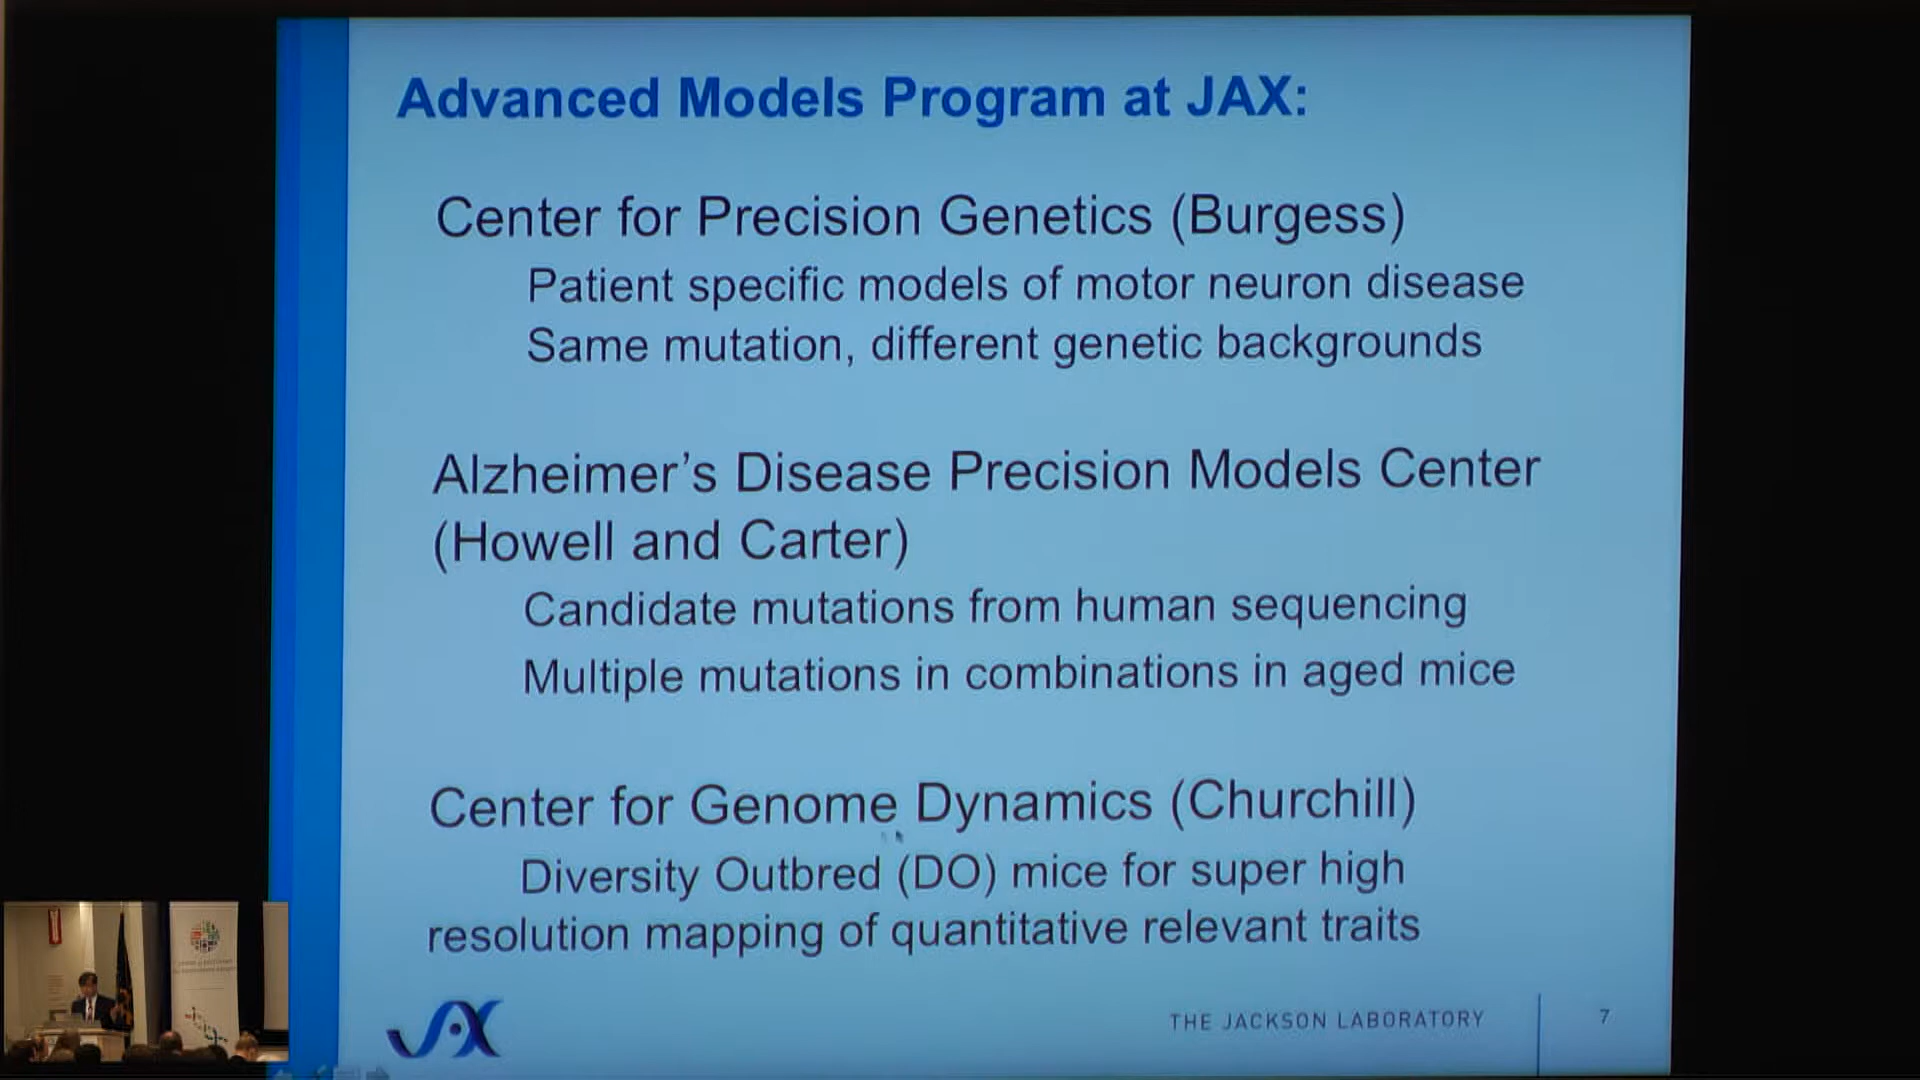 Advanced Models Program at JAX:
Center for Precision Genetics (Burgess)
Patient specific models of motor neuron disease
Same mutation, different genetic backgrounds
Alzheimer’s Disease Precision Models Center
(Howell and Carter)
Candidate mutations from human sequencing
Multiple mutations in combinations in aged mice
Center for Genome Dynamics (Churchill)
Diversity Outbred (DO) mice for super high
resolution mapping of quantitative relevant traits
JAX
THE JACKSON LABORATORY
7